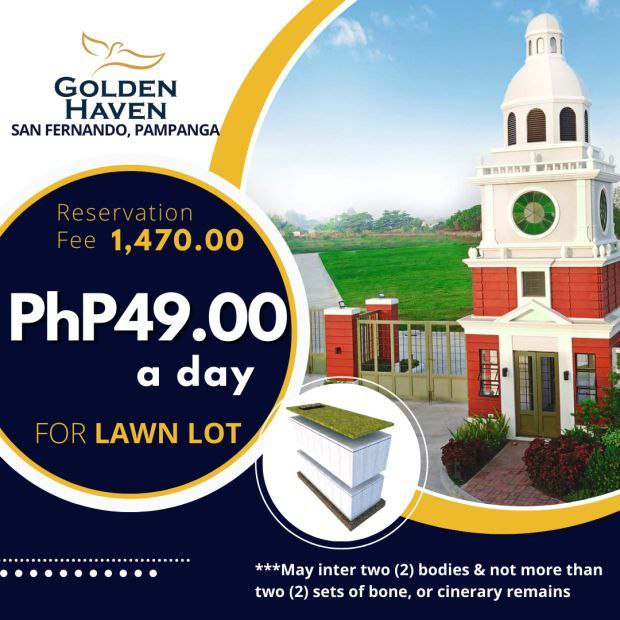 GOLDEN
HAVEN
SAN FERNANDO, PAMPANGA
Reservation
Fee 1,470.00
PhP49.00
a day
FOR LAWN LOT
***May inter two (2) bodies & not more than
two (2) sets of bone, or cinerary remains